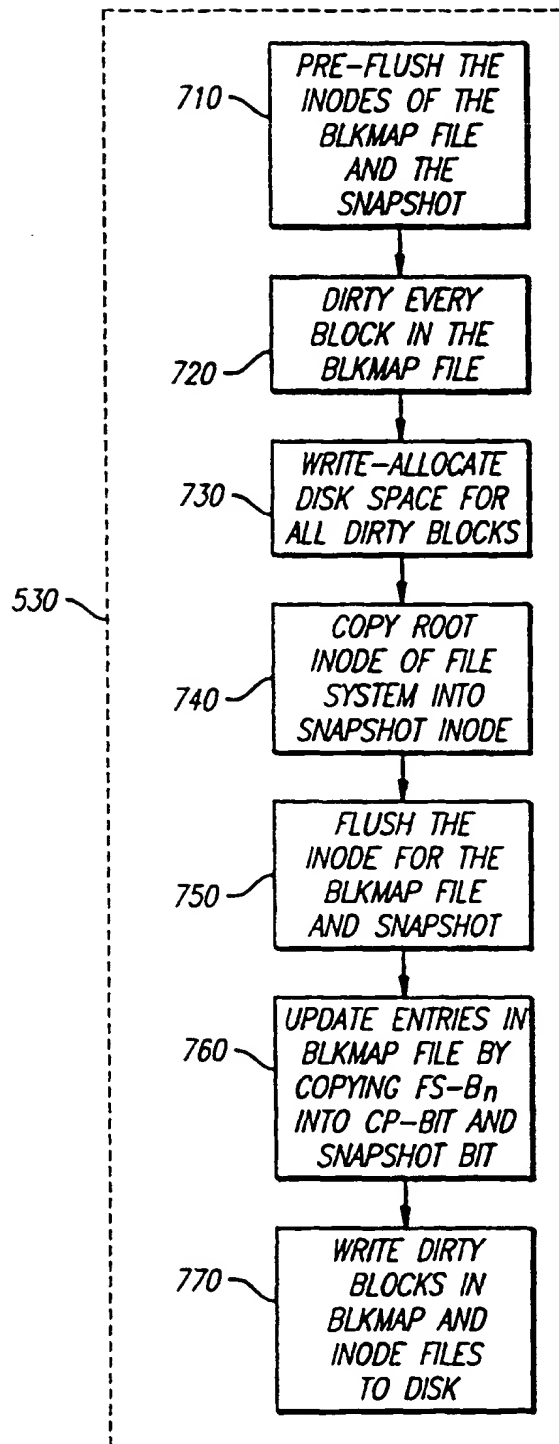 710
PRE-FLUSH THE
INODES OF THE
BLKMAP FILE
AND THE
SNAPSHOT
720
DIRTY EVERY
BLOCK IN THE
BLKMAP FILE
730
WRITE-ALLOCATE
DISK SPACE FOR
ALL DIRTY BLOCKS
530
740
COPY ROOT
INODE OF FILE
SYSTEM INTO
SNAPSHOT INODE
750
FLUSH THE
INODE FOR THE
BLKMAP FILE
AND SNAPSHOT
760
UPDATE ENTRIES IN
BLKMAP FILE BY
COPYING FS-Bn
INTO CP-BIT AND
SNAPSHOT BIT
770
WRITE DIRTY
BLOCKS IN
BLKMAP AND
INODE FILES
TO DISK